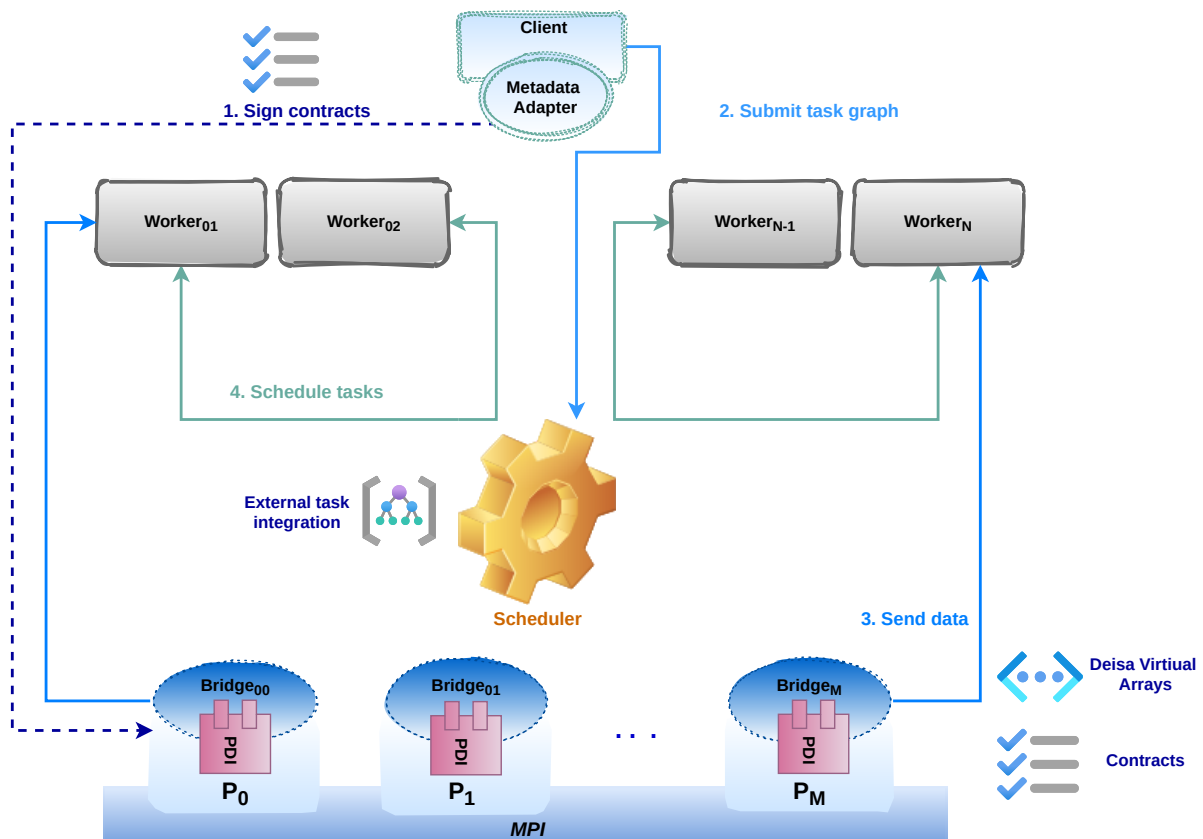 Client
Metadata
Adapter
1. Sign contracts
2. Submit task graph
Worker01
Worker02
WorkerN-1
WorkerN
4. Schedule tasks
External task
integration
Scheduler
3. Send data
Bridge00
Bridge01
BridgeM
Deisa Virtiual
Arrays
PDI
PDI
PDI
. . .
Contracts
P0
P1
PM
MPI